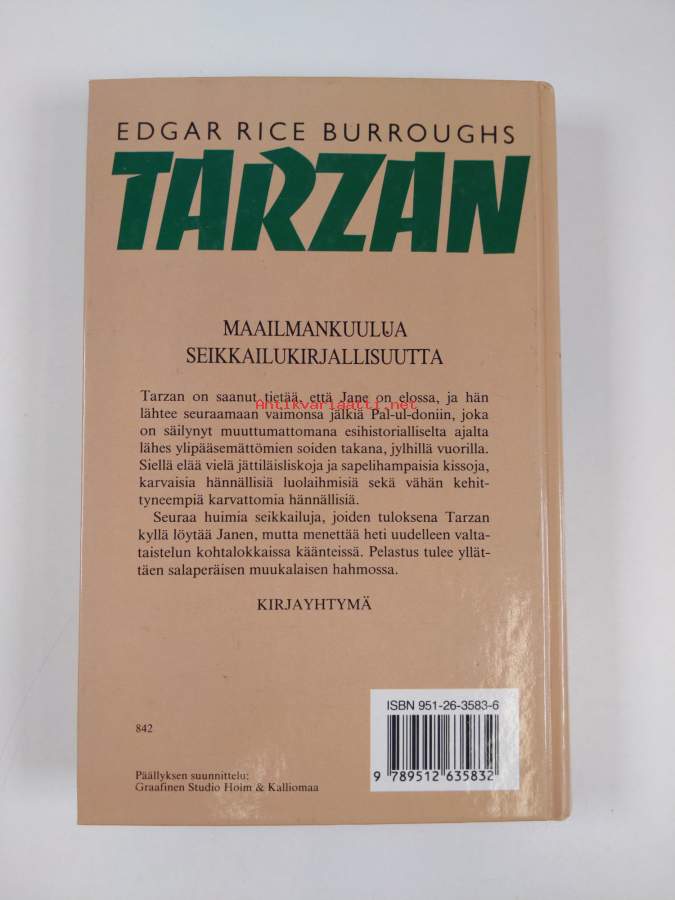 EDGAR RICE BURROUGHS
TARZAN
MAAILMANKUULUA
SEIKKAILUKIRJALLISUUTTA
Tarzan on saanut tietää, että Jane on elossa, ja hän
Antikvariaatti.net
lähtee seuraamaan vaimonsa jälkiä Pal-ul-doniin, joka
on säilynyt muuttumattomana esihistorialliselta ajalta
lähes ylipääsemättömien soiden takana, jylhillä vuorilla.
Siellä elää vielä jättiläisliskoja ja sapelihampaisia kissoja,
karvaisia hännällisiä luolaihmisiä sekä vähän kehit-
tyneempiä karvattomia hännällisiä.
Seuraa huimia seikkailuja, joiden tuloksena Tarzan
kyllä löytää Janen, mutta menettää heti uudelleen valta-
taistelun kohtalokkaissa käänteissä. Pelastus tulee yllät-
täen salaperäisen muukalaisen hahmossa.
KIRJAYHTYMÄ
ISBN 951-26-3583-6
842
9 789512 635832
Päällyksen suunnittelu:
Graafinen Studio Hoim & Kalliomaa